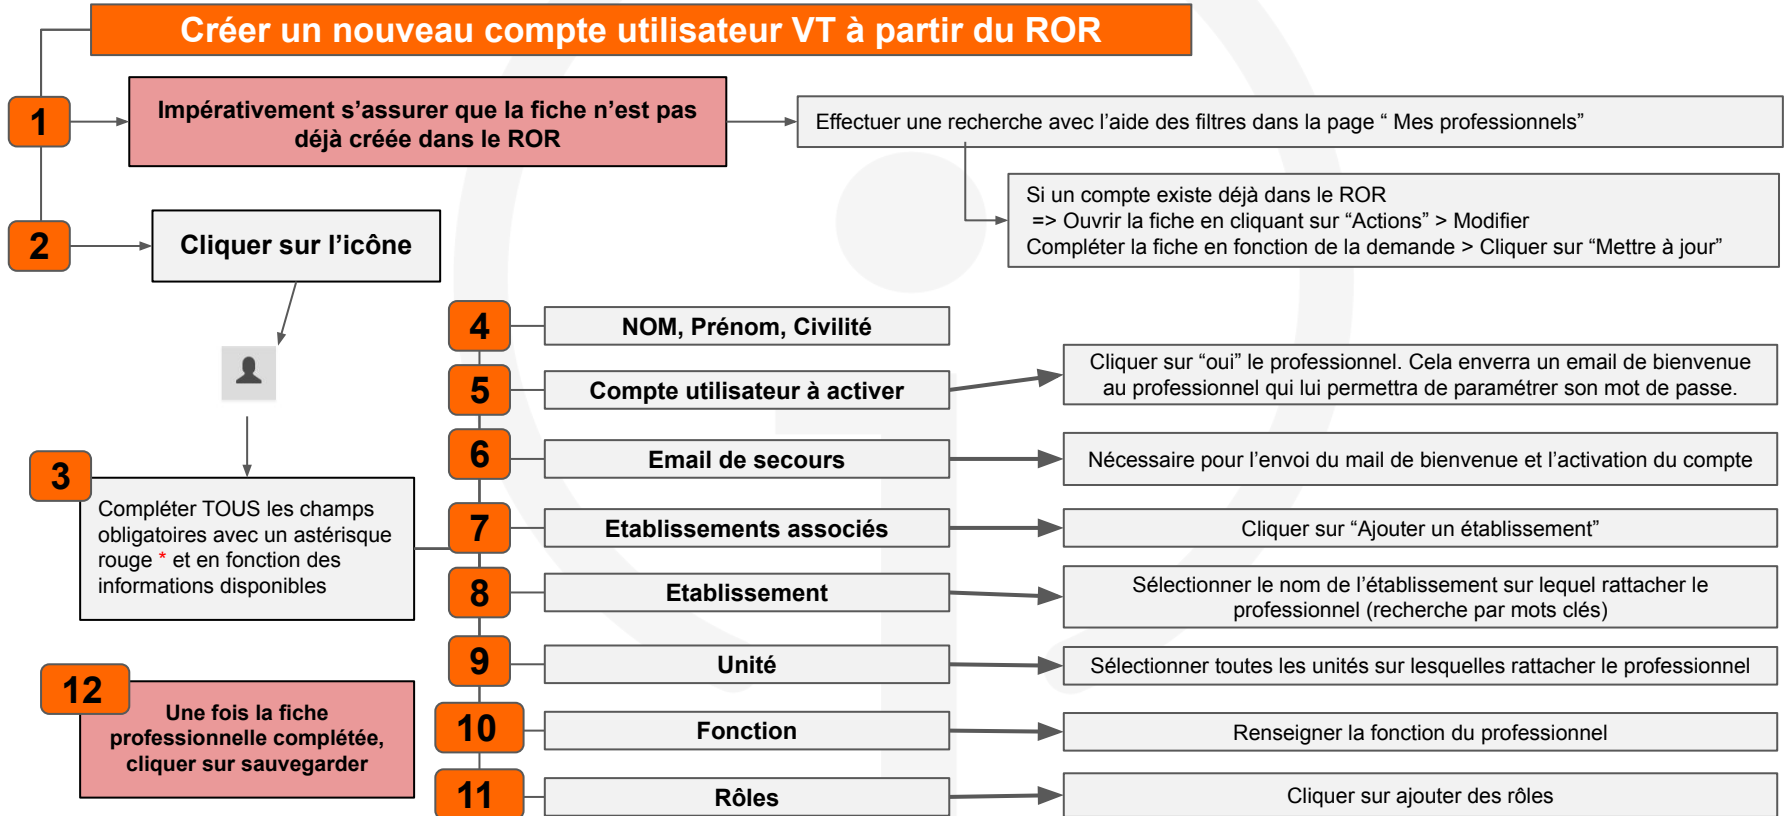 Créer un nouveau compte utilisateur VT à partir du ROR
1
Impérativement s’assurer que la fiche n’est pas
déjà créée dans le ROR
Effectuer une recherche avec l’aide des filtres dans la page “ Mes professionnels”
Si un compte existe déjà dans le ROR
=> Ouvrir la fiche en cliquant sur “Actions” > Modifier
Compléter la fiche en fonction de la demande > Cliquer sur “Mettre à jour”
2
Cliquer sur l’icône
3
Compléter TOUS les champs
obligatoires avec un astérisque
rouge * et en fonction des
informations disponibles
4
NOM, Prénom, Civilité
5
Compte utilisateur à activer
Cliquer sur “oui” le professionnel. Cela enverra un email de bienvenue
au professionnel qui lui permettra de paramétrer son mot de passe.
6
Email de secours
Nécessaire pour l’envoi du mail de bienvenue et l’activation du compte
7
Etablissements associés
Cliquer sur “Ajouter un établissement”
8
Etablissement
Sélectionner le nom de l’établissement sur lequel rattacher le
professionnel (recherche par mots clés)
9
Unité
Sélectionner toutes les unités sur lesquelles rattacher le professionnel
10
Fonction
Renseigner la fonction du professionnel
11
Rôles
Cliquer sur ajouter des rôles
12
Une fois la fiche
professionnelle complétée,
cliquer sur sauvegarder